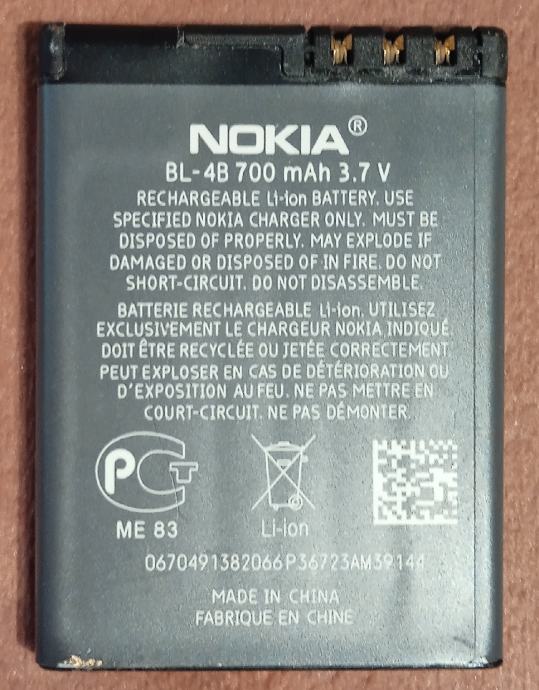 NOKIA®
BL-4B 700 mAh 3.7 V
RECHARGEABLE Li-ion BATTERY. USE
SPECIFIED NOKIA CHARGER ONLY. MUST BE
DISPOSED OF PROPERLY. MAY EXPLODE IF
DAMAGED OR DISPOSED OF IN FIRE. DO NOT
SHORT-CIRCUIT. DO NOT DISASSEMBLE.
BATTERIE RECHARGEABLE Li-ion. UTILISEZ
EXCLUSIVEMENT LE CHARGEUR NOKIA INDIQUÉ.
DOIT ÊTRE RECYCLÉE OU JETÉE CORRECTEMENT.
PEUT EXPLOSER EN CAS DE DÉTÉRIORATION OU
D'EXPOSITION AU FEU. NE PAS METTRE EN
COURT-CIRCUIT. NE PAS DÉMONTER.
PCT
ME 83
Li-ion
0670491382066P36723AM39144
MADE IN CHINA
FABRIQUE EN CHINE